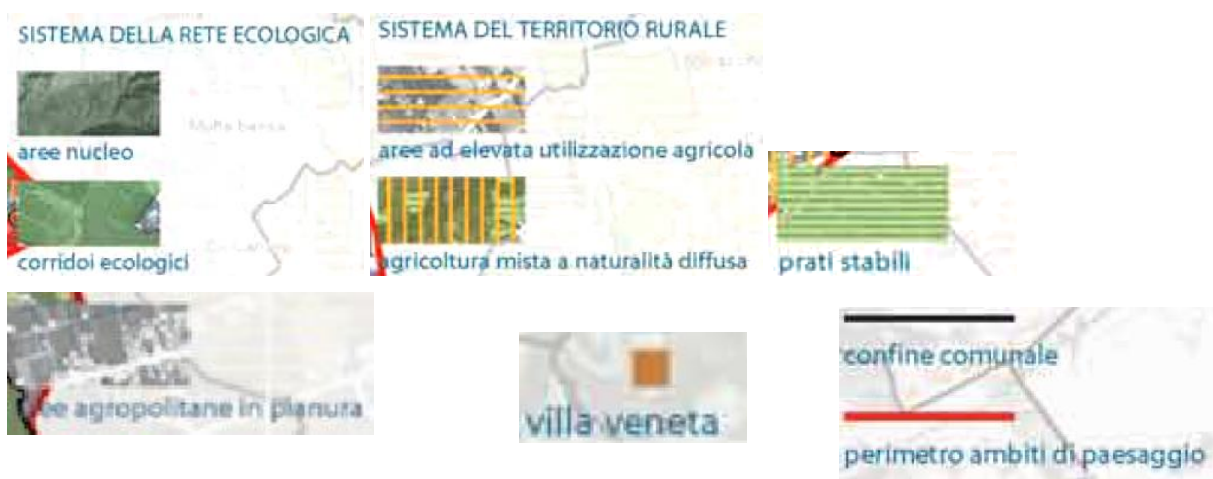 SISTEMA DELLA RETE ECOLOGICA
aree nucleo
corridoi ecologici
SISTEMA DEL TERRITORIO RURALE
aree ad elevata utilizzazione agricola
agricoltura mista a naturalità diffusa
prati stabili
ee agropolitane in pianura
villa veneta
confine comunale
perimetro ambiti di paesaggio